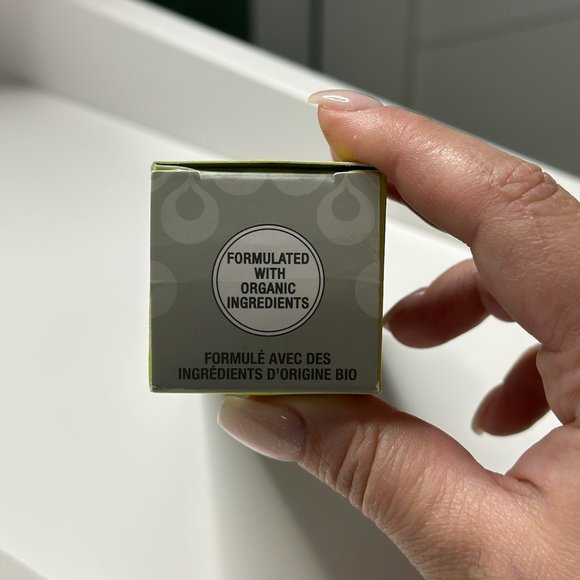 FORMULATED
WITH
ORGANIC
INGREDIENTS
FORMULÉ AVEC DES
INGRÉDIENTS D'ORIGINE BIO